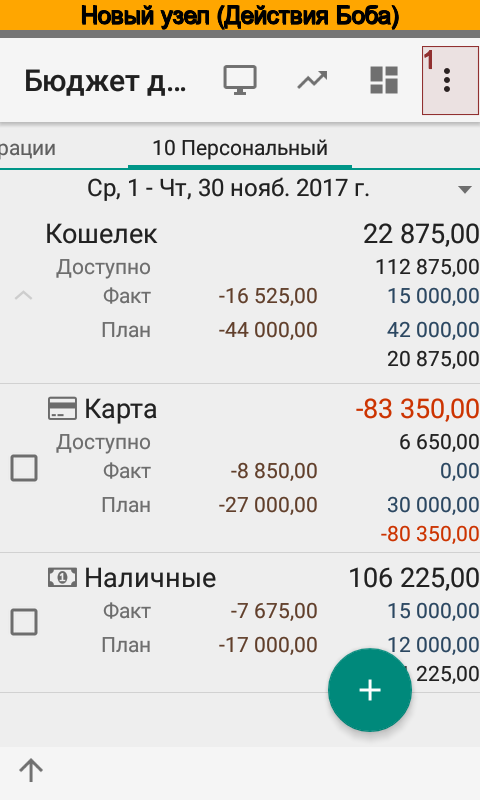 Новый узел (Действия Боба)
Бюджет д... 1
рации 10 Персональный
Ср, 1 - Чт, 30 нояб. 2017 г.
Кошелек 22 875,00
Доступно 112 875,00
Факт -16 525,00 15 000,00
План -44 000,00 42 000,00
20 875,00
Карта -83 350,00
Доступно 6 650,00
Факт -8 850,00 0,00
План -27 000,00 30 000,00
-80 350,00
Наличные 106 225,00
Факт -7 675,00 15 000,00
План -17 000,00 12 000,00
225,00